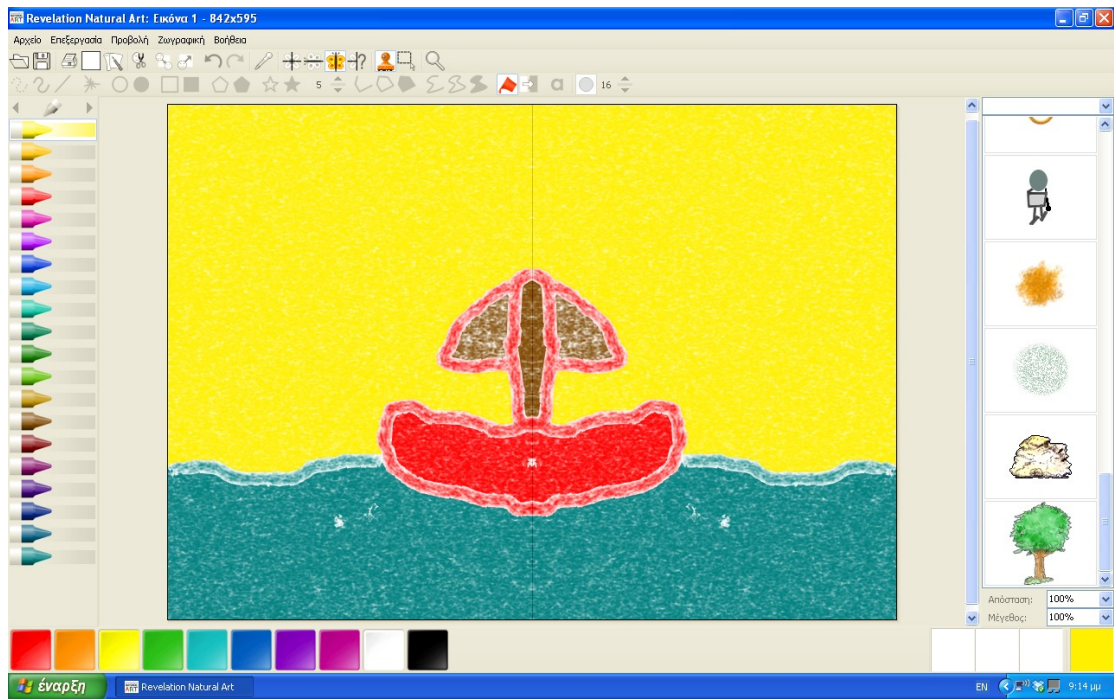 Revelation Natural Art: Εικόνα 1 - 842x595
Αρχείο Επεξεργασία Προβολή Ζωγραφική Βοήθεια
5
a
16
Απόσταση: 100%
Μέγεθος: 100%
έναρξη
Revelation Natural Art
EN
9:14 μμ